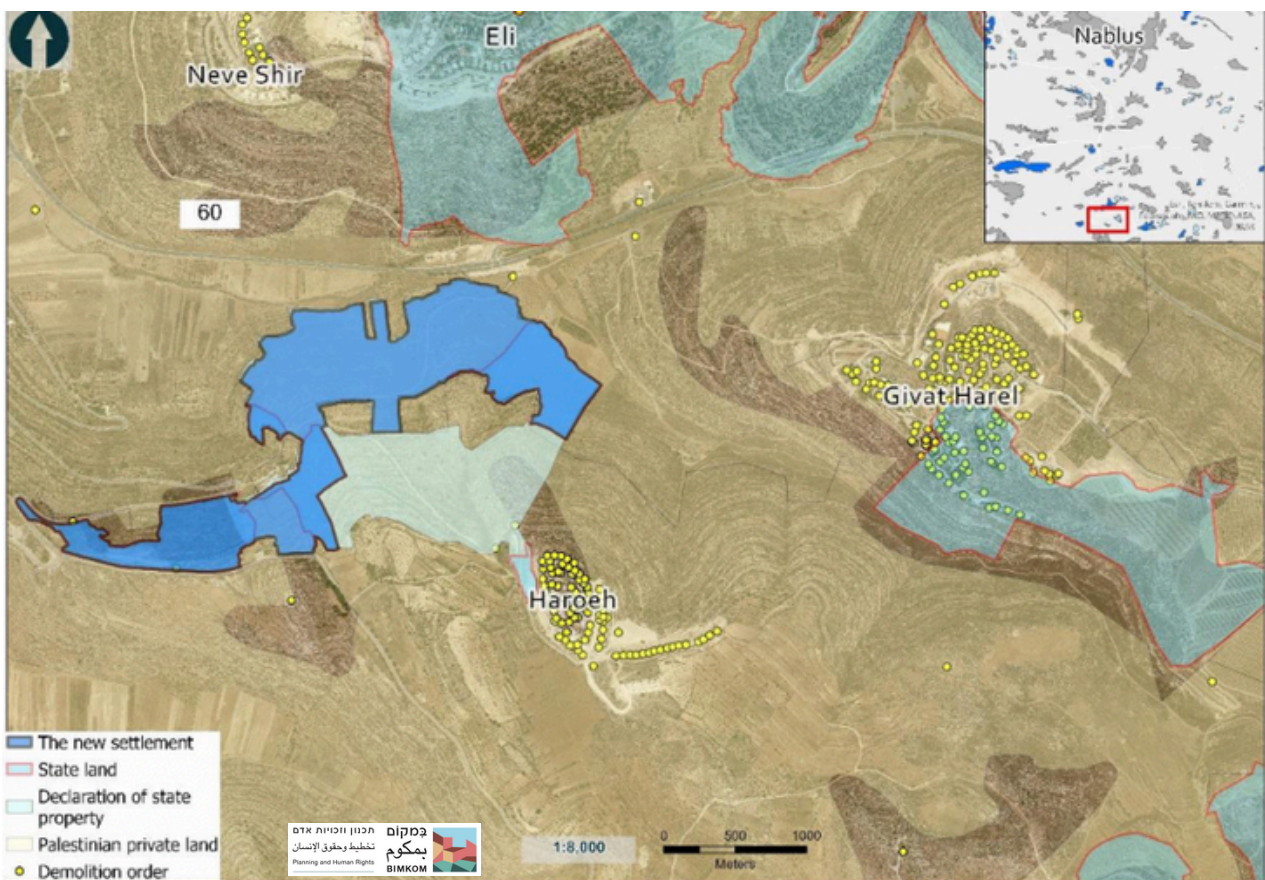 Eli
Nablus
Neve Shir
60
Givat Harel
Haroeh
The new settlement
State land
Declaration of state
property
Palestinian private land
Demolition order
תכנון וזכויות אדם
تخطيط وحقوق الإنسان
Planning and Human Rights
במקום
بمكوم
BIMKOM
1:8,000
0 500 1000
Meters